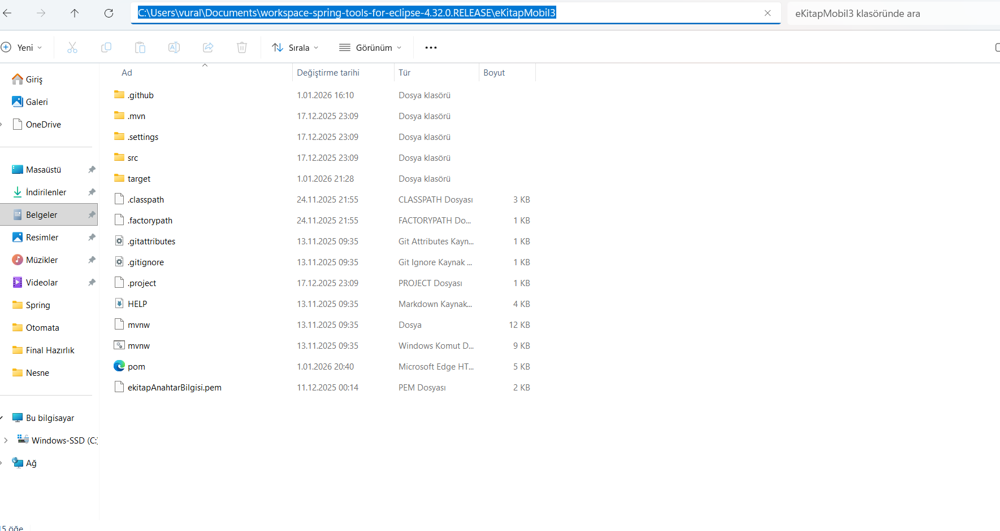 C:\Users\vural\Documents\workspace-spring-tools-for-eclipse-4.32.0.RELEASE\eKitapMobil3
eKitapMobil3 klasöründe ara
Yeni
Sırala
Görünüm
Ad Değiştirme tarihi Tür Boyut
Giriş
Galeri
OneDrive
Masaüstü
İndirilenler
Belgeler
Resimler
Müzikler
Videolar
Spring
Otomata
Final Hazırlık
Nesne
Bu bilgisayar
Windows-SSD (C:)
Ağ
.github 1.01.2026 16:10 Dosya klasörü
.mvn 17.12.2025 23:09 Dosya klasörü
.settings 17.12.2025 23:09 Dosya klasörü
src 17.12.2025 23:09 Dosya klasörü
target 1.01.2026 21:28 Dosya klasörü
.classpath 24.11.2025 21:55 CLASSPATH Dosyası 3 KB
.factorypath 24.11.2025 21:55 FACTORYPATH Do... 1 KB
.gitattributes 13.11.2025 09:35 Git Attributes Kayn... 1 KB
.gitignore 13.11.2025 09:35 Git Ignore Kaynak ... 1 KB
.project 17.12.2025 23:09 PROJECT Dosyası 1 KB
HELP 13.11.2025 09:35 Markdown Kaynak... 4 KB
mvnw 13.11.2025 09:35 Dosya 12 KB
mvnw 13.11.2025 09:35 Windows Komut D... 9 KB
pom 1.01.2026 20:40 Microsoft Edge HT... 5 KB
ekitapAnahtarBilgisi.pem 11.12.2025 00:14 PEM Dosyası 2 KB
15 öğe